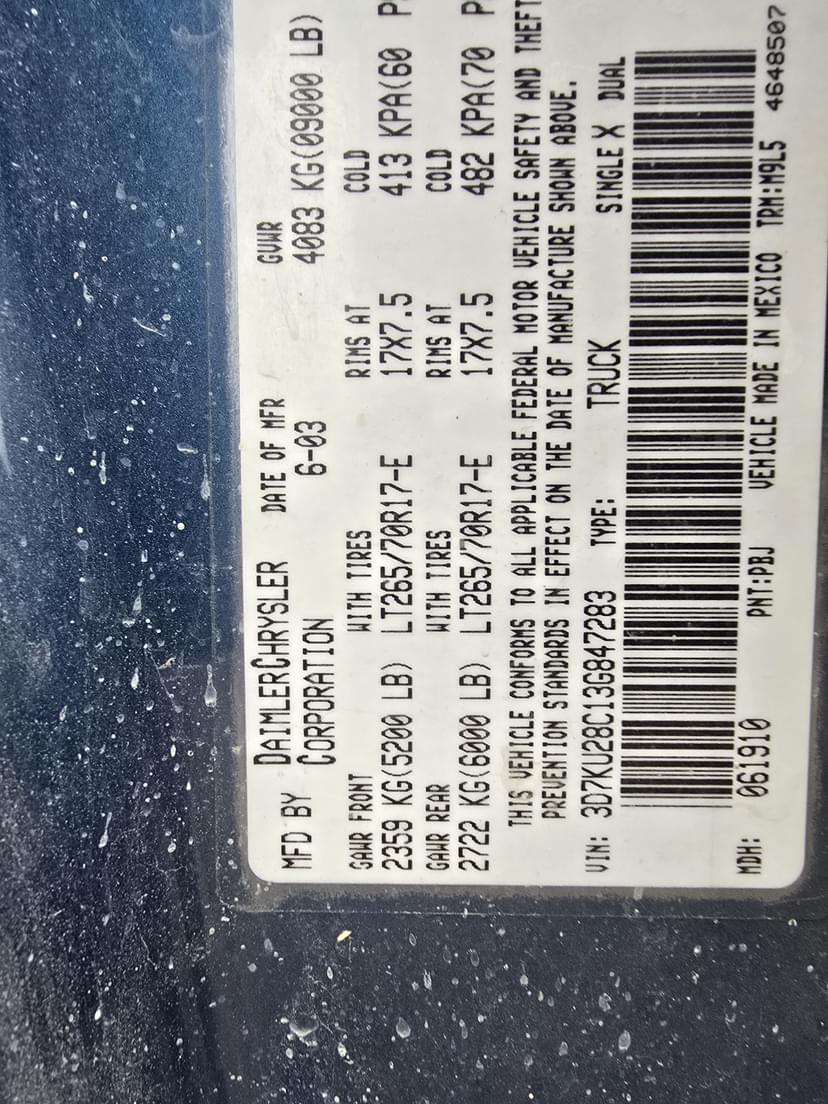 MFD BY DAIMLERCHRYSLER CORPORATION DATE OF MFR 6-03 GVWR 4083 KG(09000 LB)
GAWR FRONT WITH TIRES RIMS AT COLD
2359 KG(5200 LB) LT265/70R17-E 17X7.5 413 KPA(60 P
GAWR REAR WITH TIRES RIMS AT COLD
2722 KG(6000 LB) LT265/70R17-E 17X7.5 482 KPA(70 P
THIS VEHICLE CONFORMS TO ALL APPLICABLE FEDERAL MOTOR VEHICLE SAFETY AND THEFT
PREVENTION STANDARDS IN EFFECT ON THE DATE OF MANUFACTURE SHOWN ABOVE.
VIN: 3D7KU28C13G847283 TYPE: TRUCK SINGLE X DUAL
MDH: 061910 PNT:PBJ VEHICLE MADE IN MEXICO TRM:M9L5
4648507